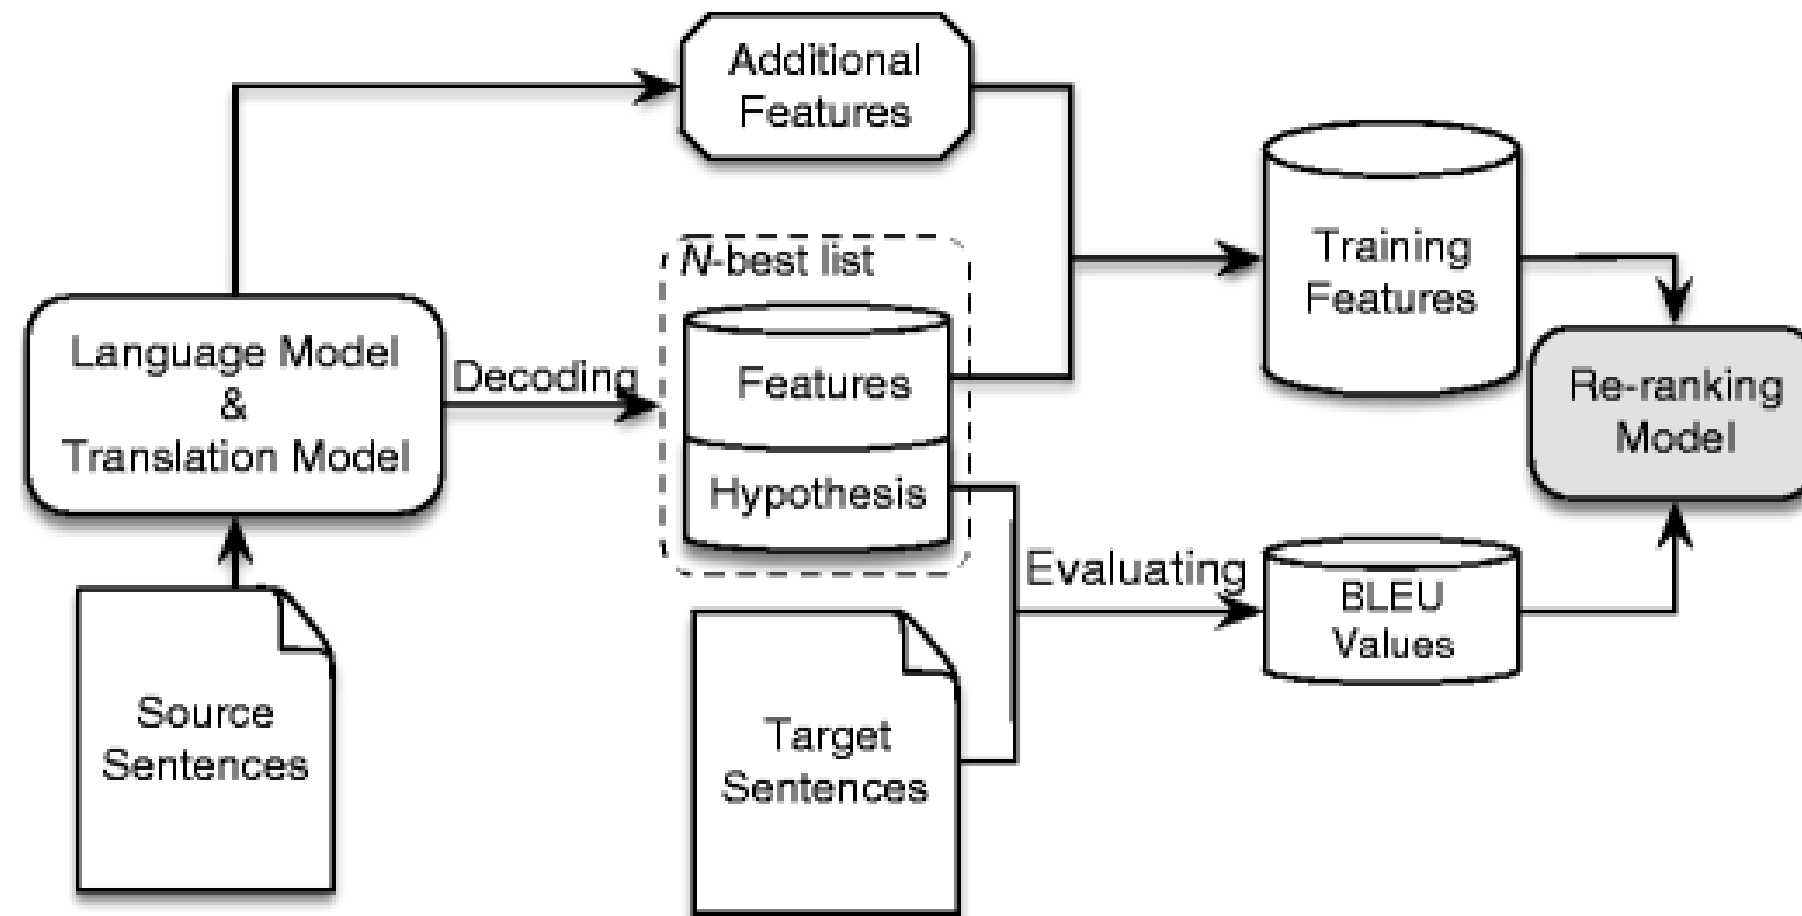 Additional
Features
N-best list
Training
Features
Language Model
&
Translation Model
Decoding
Features
Re-ranking
Model
Hypothesis
Evaluating
BLEU
Values
Source
Sentences
Target
Sentences